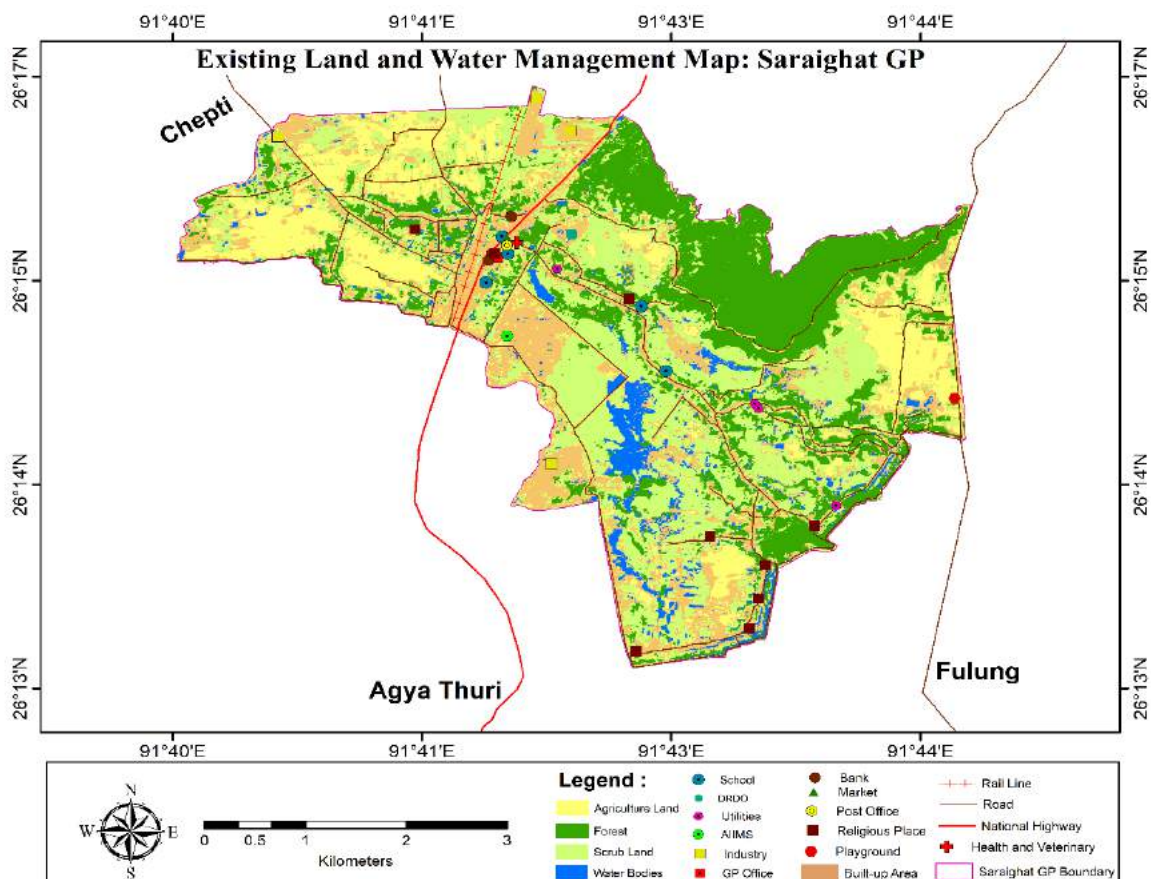 91°40'E 91°41'E 91°43'E 91°44'E
Existing Land and Water Management Map: Saraighat GP
26°17'N 26°17'N
Chepti
26°15'N 26°15'N
26°14'N 26°14'N
Agya Thuri
Fulung
26°13'N 26°13'N
91°40'E 91°41'E 91°43'E 91°44'E
Legend :
Agriculture Land
Forest
Scrub Land
Water Bodies
School
DRDO
Utilities
AIIMS
Industry
GP Office
Bank
Market
Post Office
Religious Place
Playground
Built-up Area
Rail Line
Road
National Highway
Health and Veterinary
Saraighat GP Boundary
N
W E
S
0 0.5 1 2 3
Kilometers